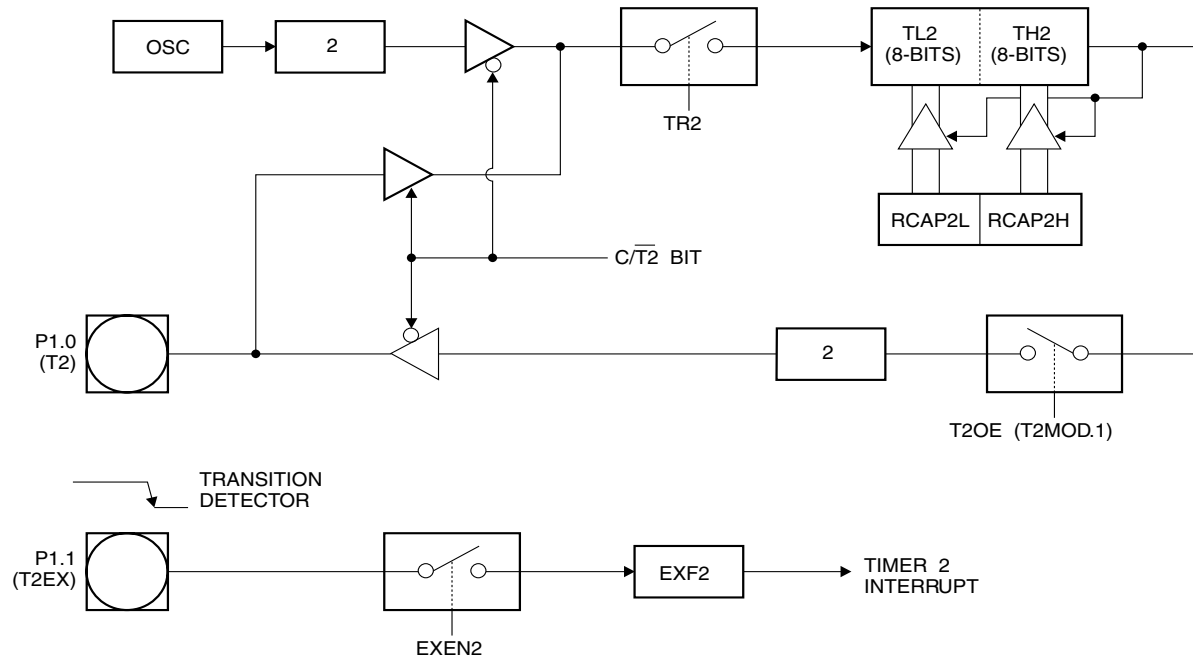 OSC
2
TR2
TL2
(8-BITS)
TH2
(8-BITS)
RCAP2L
RCAP2H
C/T2 BIT
P1.0
(T2)
2
T2OE (T2MOD.1)
TRANSITION
DETECTOR
P1.1
(T2EX)
EXEN2
EXF2
TIMER 2
INTERRUPT